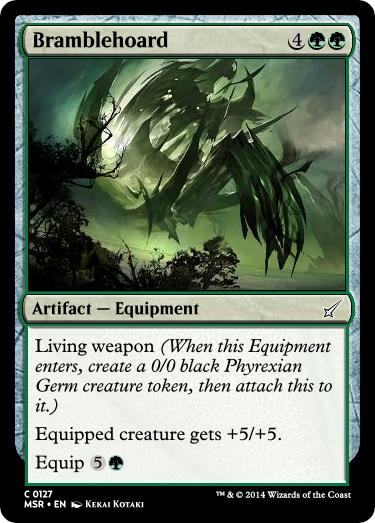 Bramblehoard 4
Artifact — Equipment
Living weapon (When this Equipment
enters, create a 0/0 black Phyrexian
Germ creature token, then attach this to
it.)
Equipped creature gets +5/+5.
Equip 5
C 0127
MSR • EN Kekai Kotaki
™ & © 2014 Wizards of the Coast